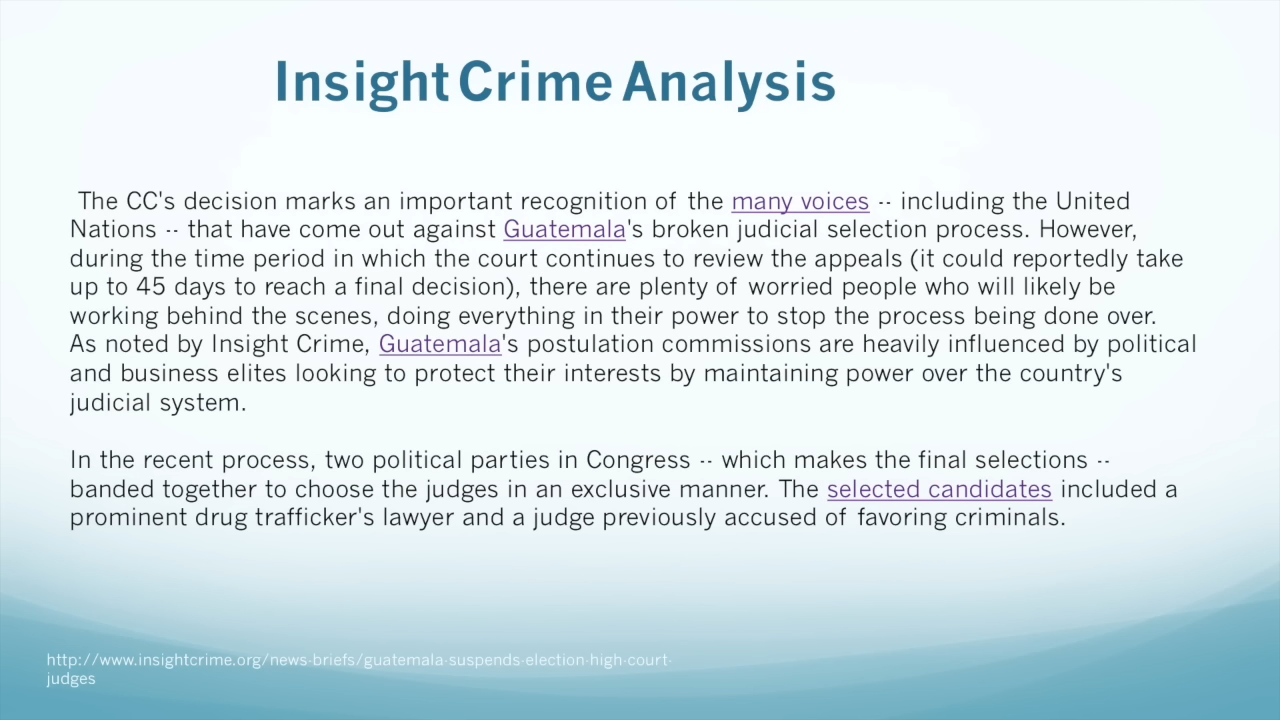 Insight Crime Analysis
The CC's decision marks an important recognition of the many voices -- including the United
Nations -- that have come out against Guatemala's broken judicial selection process. However,
during the time period in which the court continues to review the appeals (it could reportedly take
up to 45 days to reach a final decision), there are plenty of worried people who will likely be
working behind the scenes, doing everything in their power to stop the process being done over.
As noted by Insight Crime, Guatemala's postulation commissions are heavily influenced by political
and business elites looking to protect their interests by maintaining power over the country's
judicial system.
In the recent process, two political parties in Congress -- which makes the final selections --
banded together to choose the judges in an exclusive manner. The selected candidates included a
prominent drug trafficker's lawyer and a judge previously accused of favoring criminals.
http://www.insightcrime.org/news-briefs/guatemala-suspends-election-high-court-
judges